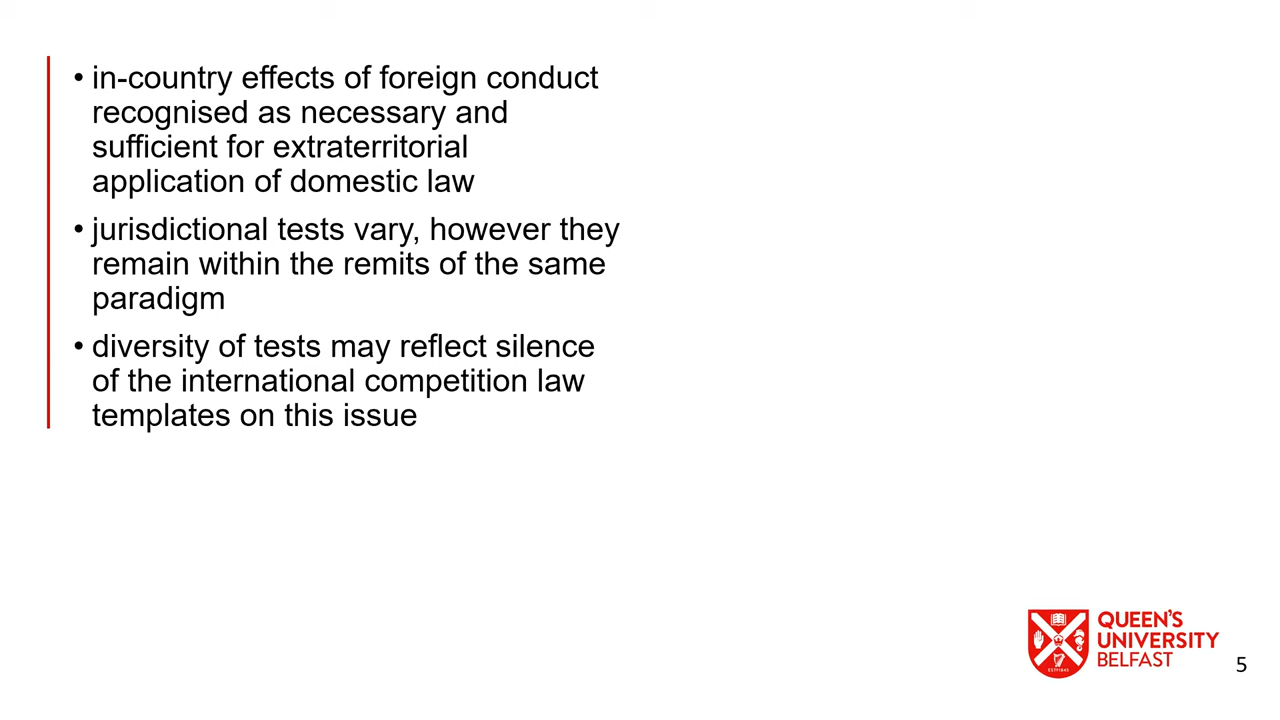 • in-country effects of foreign conduct
recognised as necessary and
sufficient for extraterritorial
application of domestic law
• jurisdictional tests vary, however they
remain within the remits of the same
paradigm
• diversity of tests may reflect silence
of the international competition law
templates on this issue
QUEEN'S
UNIVERSITY
BELFAST
ESTD1845
5